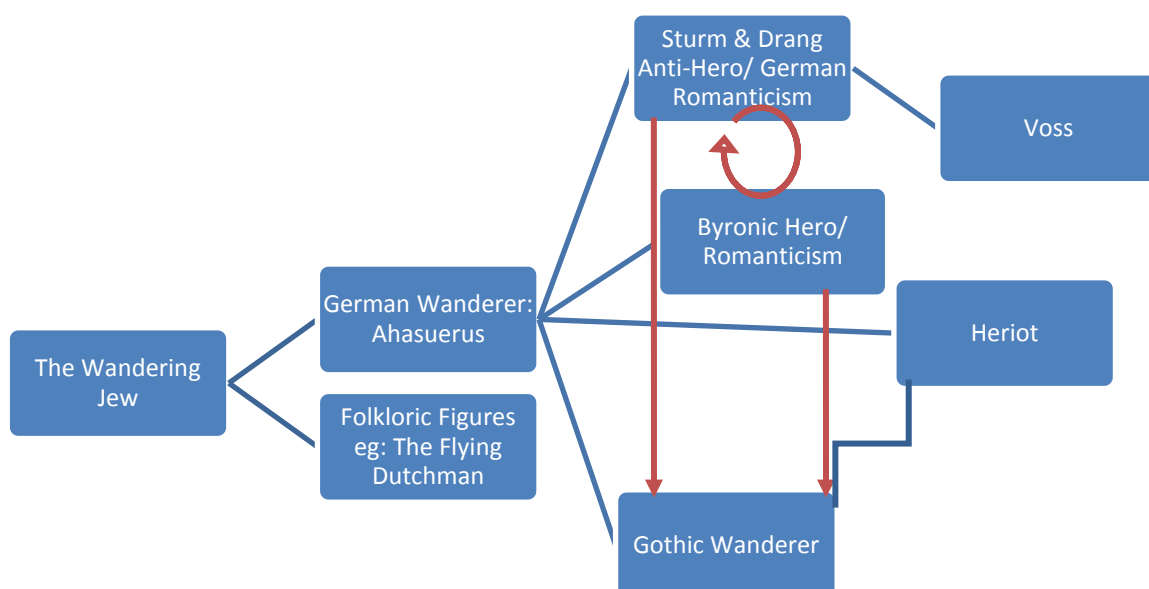 Sturm & Drang
Anti-Hero/ German
Romanticism
Voss
Byronic Hero/
Romanticism
German Wanderer:
Ahasuerus
Heriot
The Wandering
Jew
Folkloric Figures
eg: The Flying
Dutchman
Gothic Wanderer